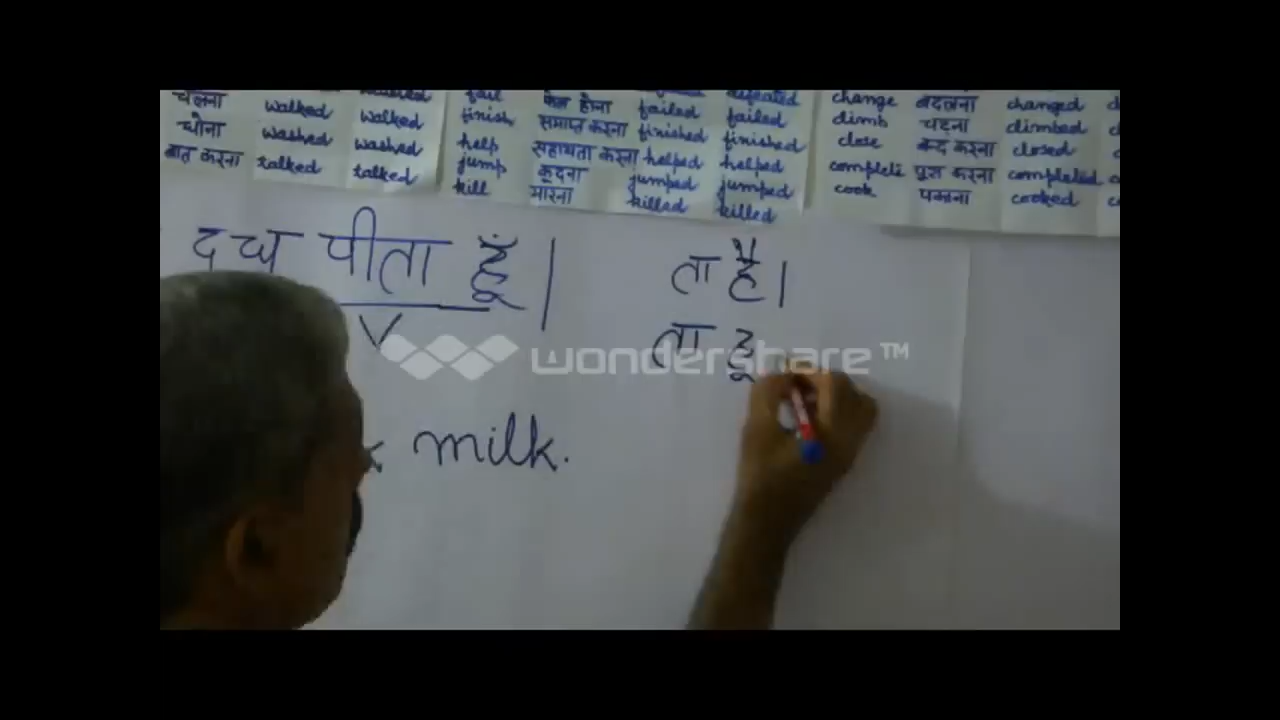 चलना walked walked
धोना washed washed
बात करना talked talked
fail फेल होना failed failed
finish समाप्त करना finished finished
help सहायता करना helped helped
jump कूदना jumped jumped
kill मारना killed killed
change बदलना changed
climb चढ़ना climbed
close बन्द करना closed
complete पूरा करना completed
cook पकाना cooked
दूध पीता हूँ।
ता है।
ता हू
milk.
wondershare™